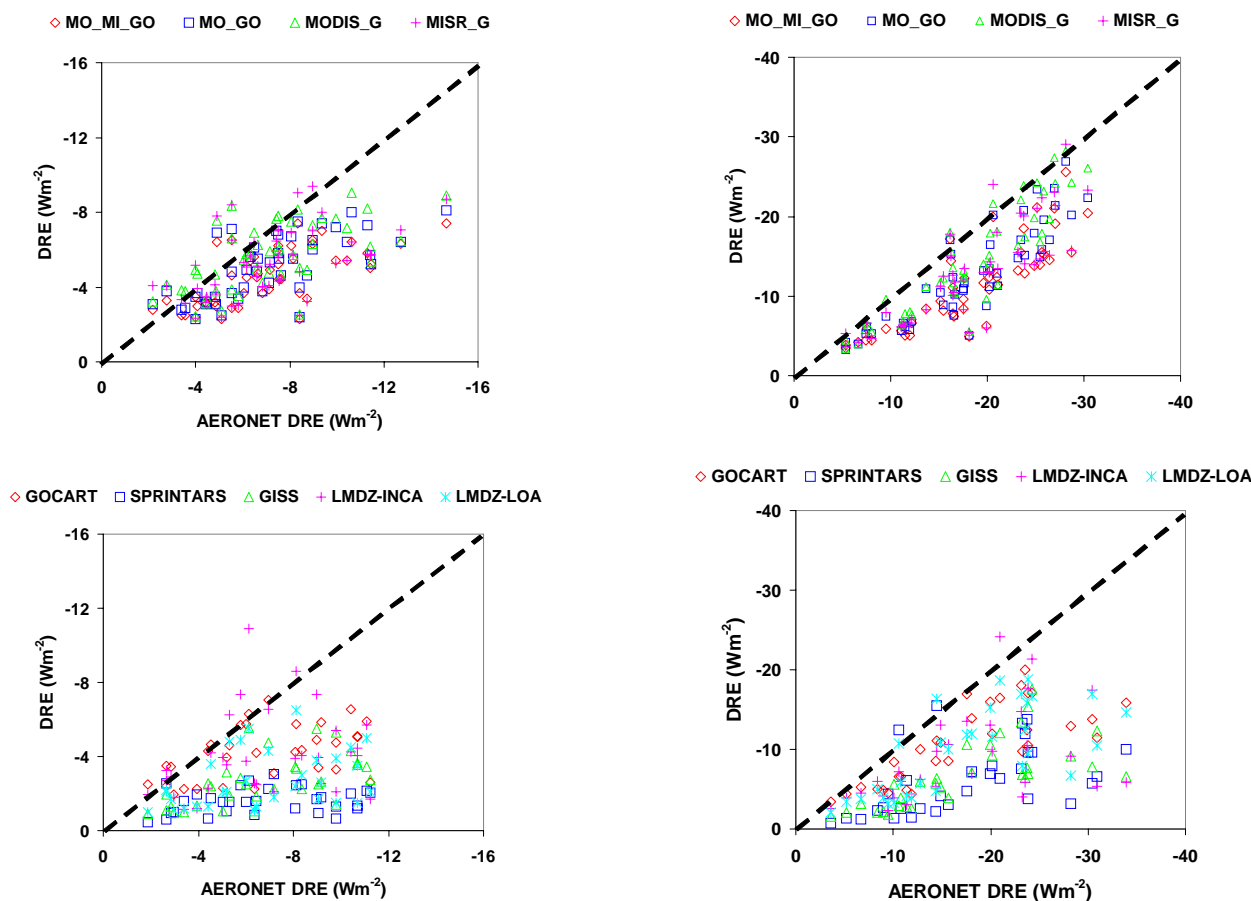 MO_MI_GO MO_GO MODIS_G MISR_G
-16
-12
-8
-4
0
DRE (Wm-2)
0 -4 -8 -12 -16
AERONET DRE (Wm-2)
MO_MI_GO MO_GO MODIS_G MISR_G
-40
-30
-20
-10
0
DRE (Wm-2)
0 -10 -20 -30 -40
GOCART SPRINTARS GISS LMDZ-INCA LMDZ-LOA
-16
-12
-8
-4
0
DRE (Wm-2)
0 -4 -8 -12 -16
AERONET DRE (Wm-2)
GOCART SPRINTARS GISS LMDZ-INCA LMDZ-LOA
-40
-30
-20
-10
0
DRE (Wm-2)
0 -10 -20 -30 -40
AERONET DRE (Wm-2)